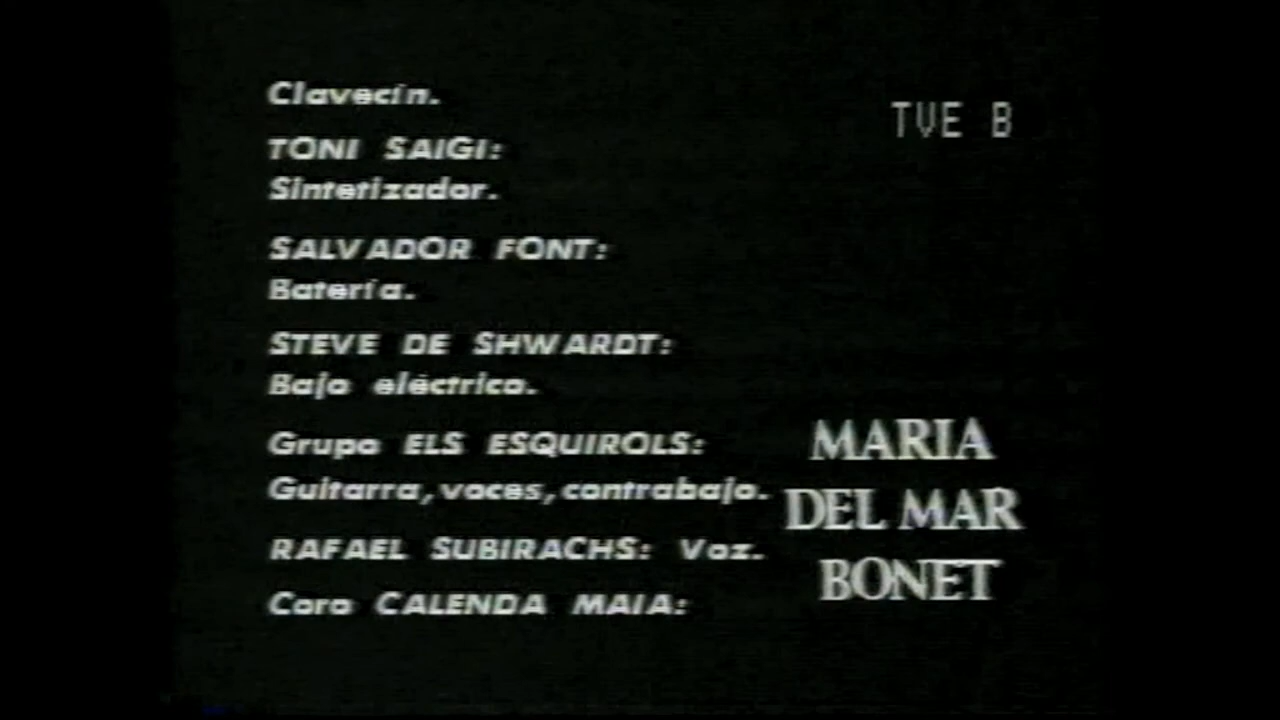 Clavecín.
TONI SAIGI:
Sintetizador.
SALVADOR FONT:
Batería.
STEVE DE SHWARDT:
Bajo eléctrico.
Grupo ELS ESQUIROLS:
Guitarra, voces, contrabajo.
RAFAEL SUBIRACHS: Voz.
Coro CALENDA MAIA:
TVE B
MARIA
DEL MAR
BONET